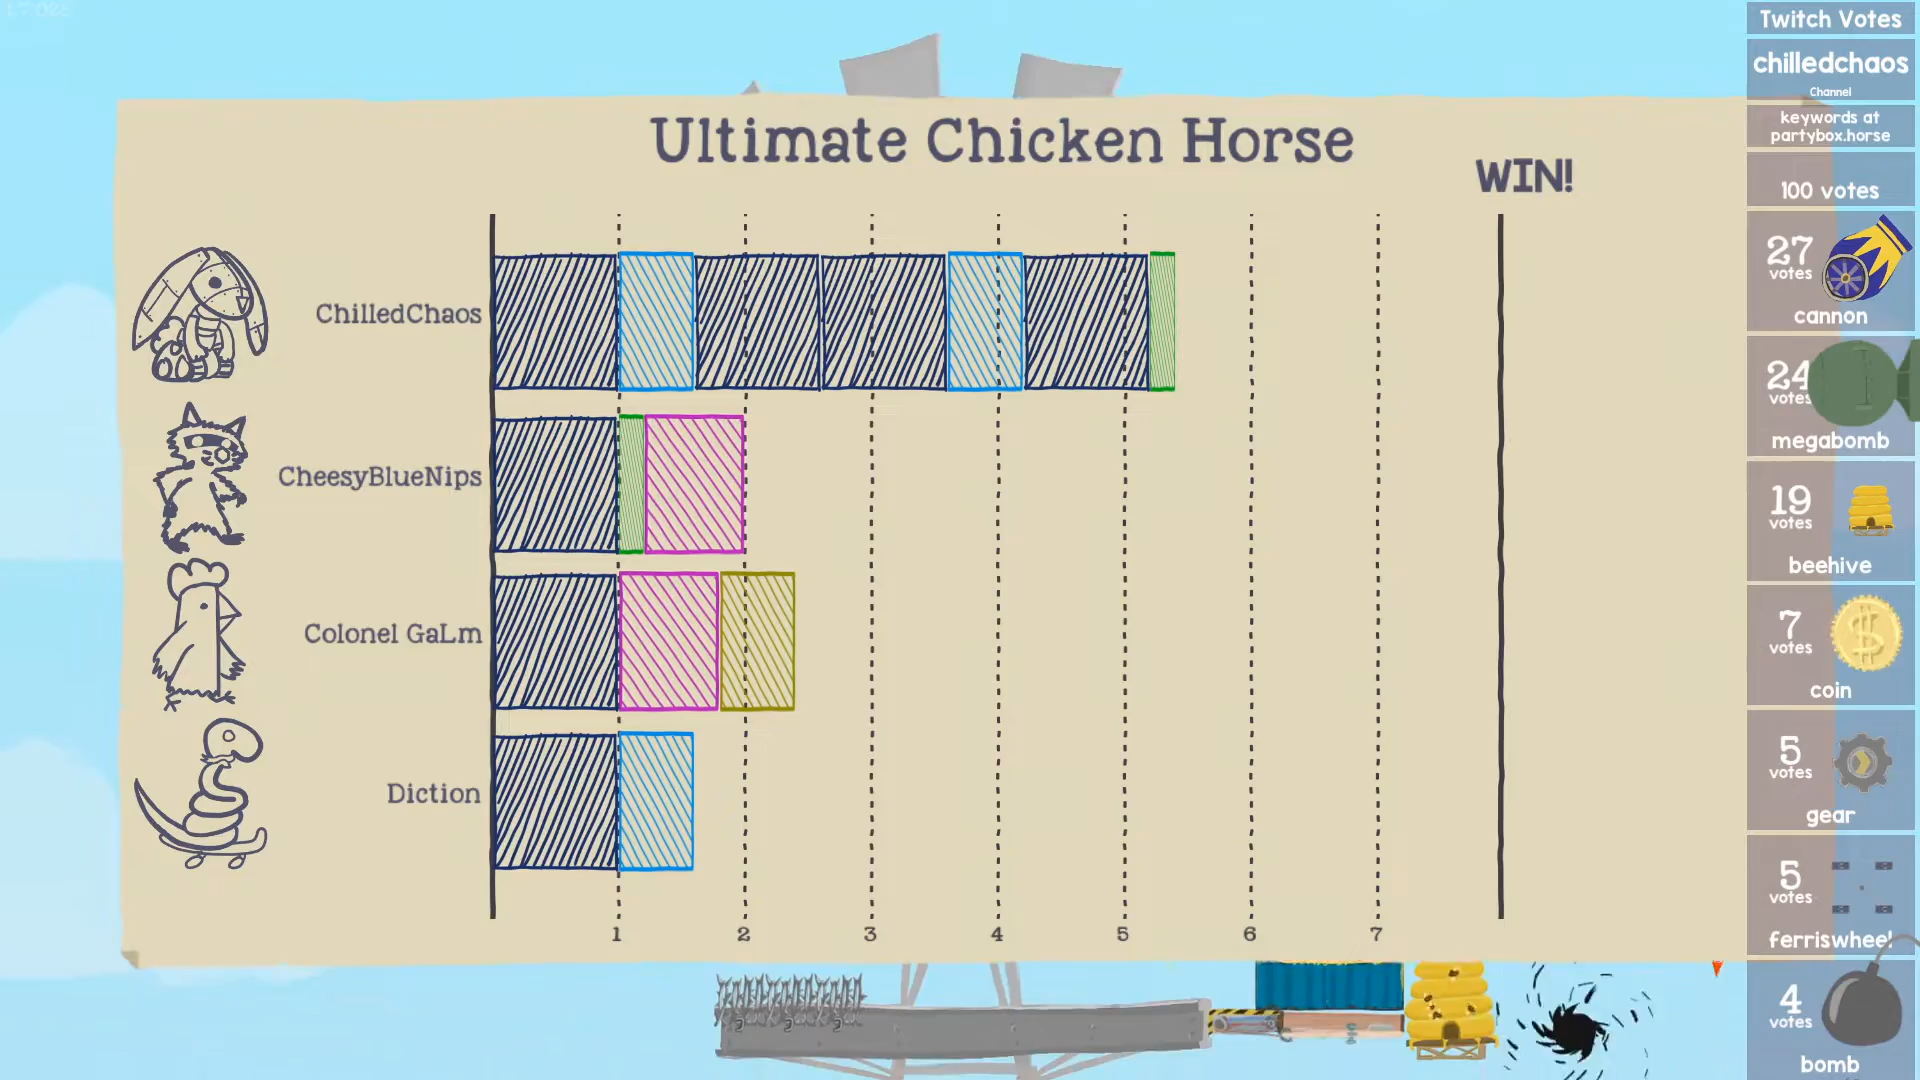 Ultimate Chicken Horse
WIN!
ChilledChaos
CheesyBlueNips
Colonel GaLm
Diction
1 2 3 4 5 6 7
Twitch Votes
chilledchaos
Channel
keywords at
partybox.horse
100 votes
27
votes
cannon
24
votes
megabomb
19
votes
beehive
7
votes
coin
5
votes
gear
5
votes
ferriswheel
4
votes
bomb